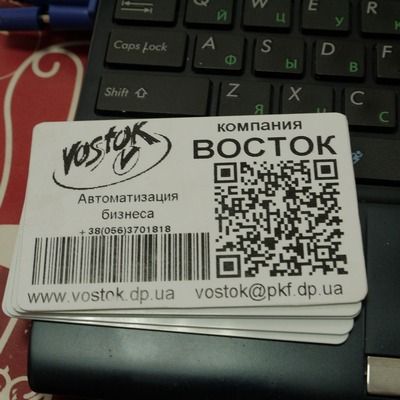 Й Ц У
Q W E
Caps Lock
A Ф S Ы D В
Shift
Z Я X Ч C С
VOSTOK
компания
ВОСТОК
Автоматизация
бизнеса
+38(056)3701818
www.vostok.dp.ua vostok@pkf.dp.ua